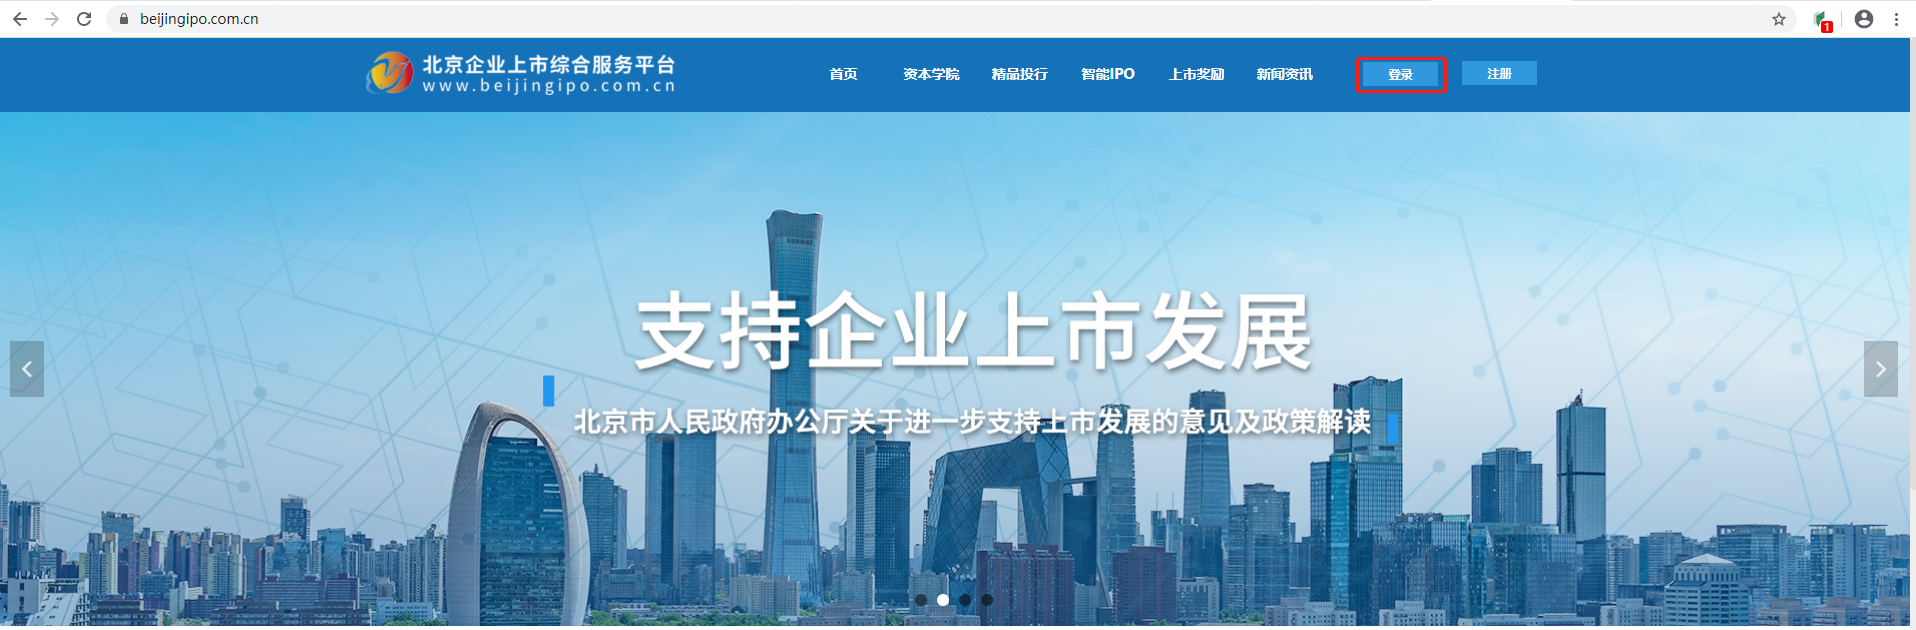 beijingipo.com.cn
1
北京企业上市综合服务平台
www.beijingipo.com.cn
首页 资本学院 精品投行 智能IPO 上市奖励 新闻资讯 登录 注册
支持企业上市发展
北京市人民政府办公厅关于进一步支持上市发展的意见及政策解读